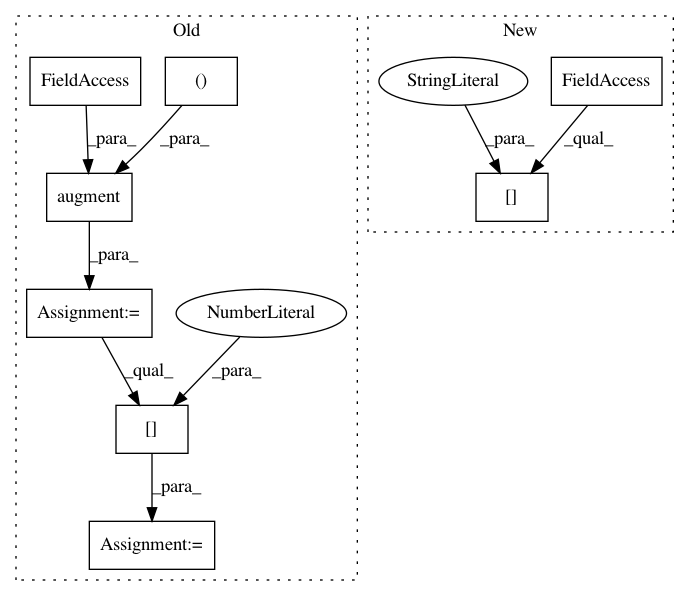 Old
New
FieldAccess
()
StringLiteral
FieldAccess
_para_
_para_
_para_
_qual_
augment
[]
_para_
Assignment:=
NumberLiteral
_qual_
_para_
[]
_para_
Assignment:=